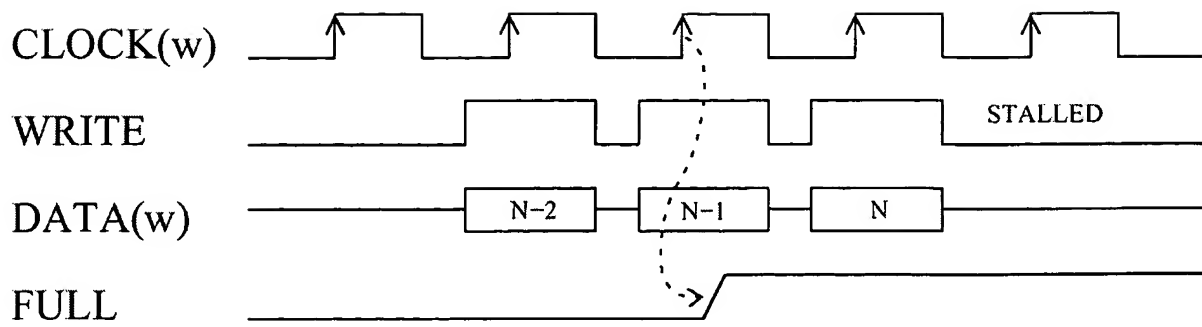 CLOCK(w)
WRITE
STALLED
DATA(w)
N-2
N-1
N
FULL